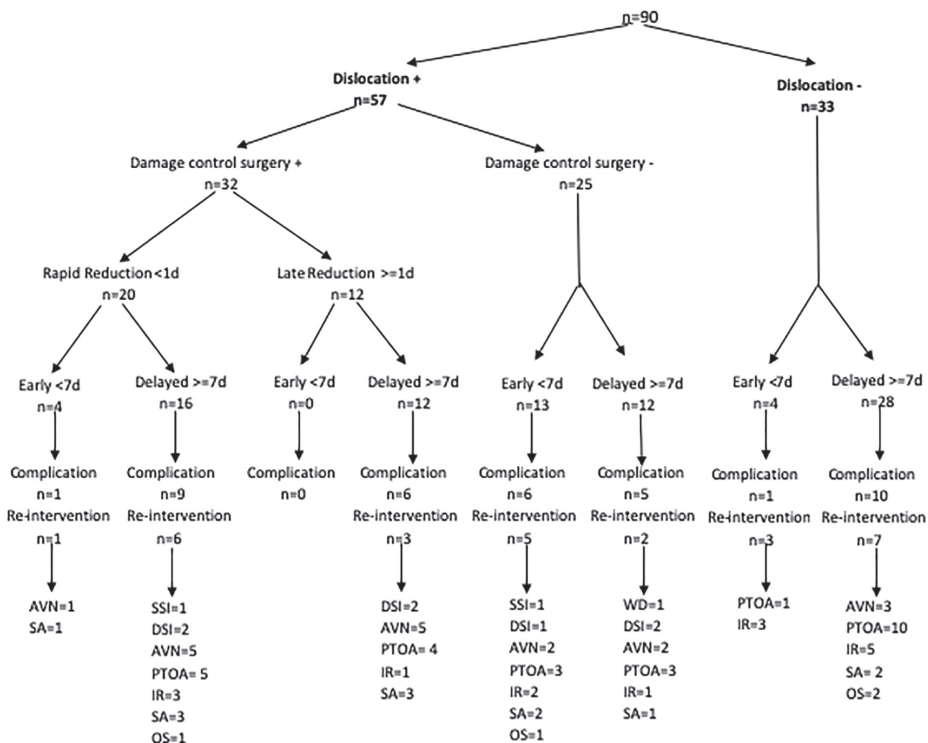 n=90
Dislocation +
n=57
Dislocation -
n=33
Damage control surgery +
n=32
Damage control surgery -
n=25
Rapid Reduction <1d
n=20
Late Reduction >=1d
n=12
Early <7d
n=4
Delayed >=7d
n=16
Early <7d
n=0
Delayed >=7d
n=12
Early <7d
n=13
Delayed >=7d
n=12
Early <7d
n=4
Delayed >=7d
n=28
Complication
n=1
Re-intervention
n=1
Complication
n=9
Re-intervention
n=6
Complication
n=0
Complication
n=6
Re-intervention
n=3
Complication
n=6
Re-intervention
n=5
Complication
n=5
Re-intervention
n=2
Complication
n=1
Re-intervention
n=3
Complication
n=10
Re-intervention
n=7
AVN=1
SA=1
SSI=1
DSI=2
AVN=5
PTOA= 5
IR=3
SA=3
OS=1
DSI=2
AVN=5
PTOA= 4
IR=1
SA=3
SSI=1
DSI=1
AVN=2
PTOA=3
IR=2
SA=2
OS=1
WD=1
DSI=2
AVN=2
PTOA=3
IR=1
SA=1
PTOA=1
IR=3
AVN=3
PTOA=10
IR=5
SA= 2
OS=2